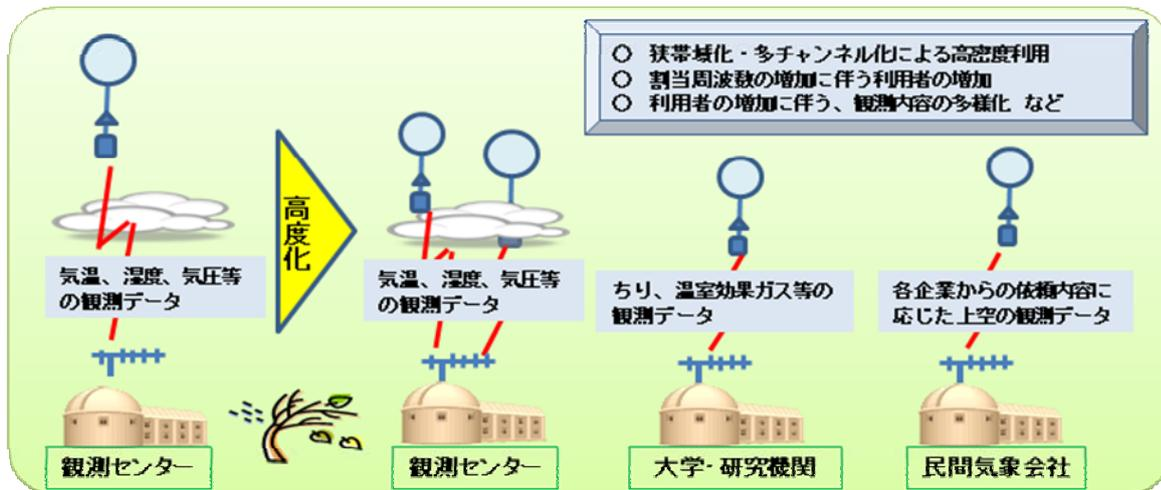 ○ 狭帯域化・多チャンネル化による高密度利用
○ 割当周波数の増加に伴う利用者の増加
○ 利用者の増加に伴う、観測内容の多様化 など
高度化
気温、湿度、気圧等
の観測データ
気温、湿度、気圧等
の観測データ
ちり、温室効果ガス等の
観測データ
各企業からの依頼内容に
応じた上空の観測データ
観測センター
観測センター
大学・研究機関
民間気象会社